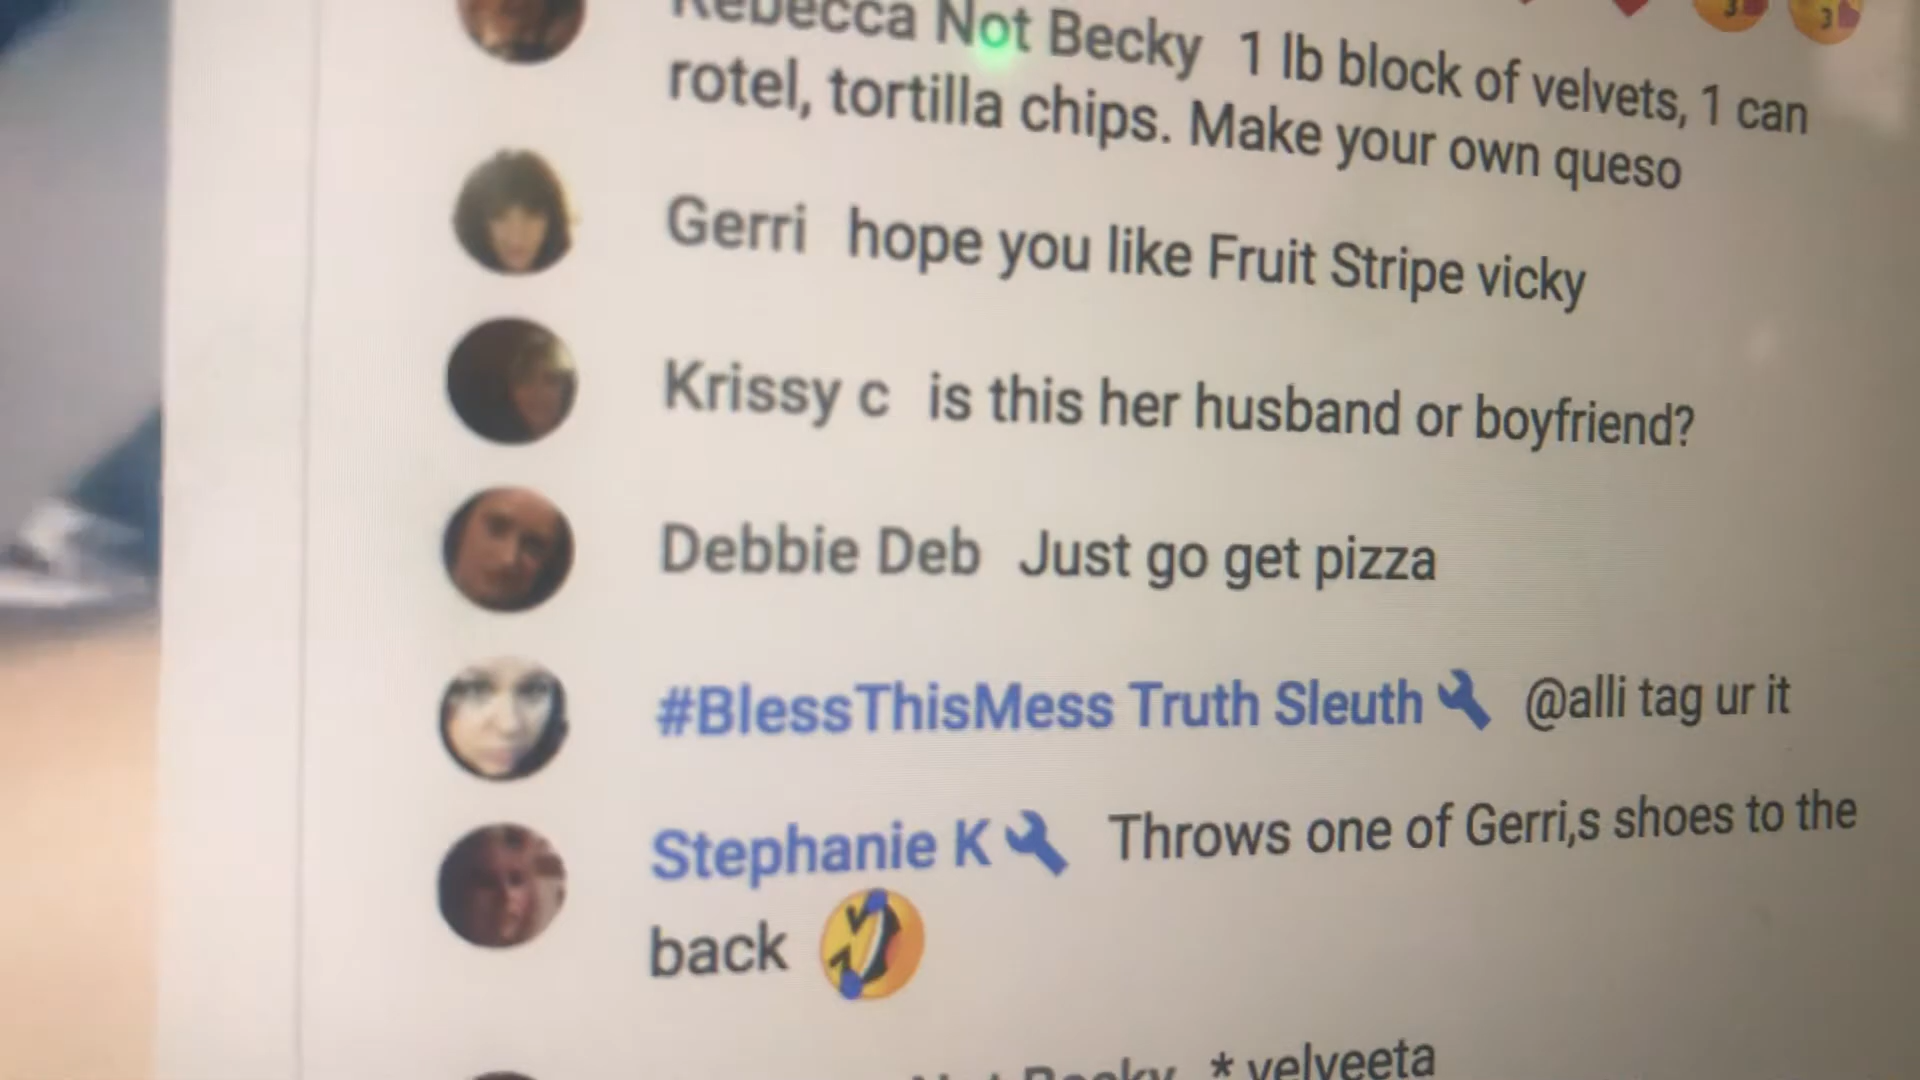 Rebecca Not Becky 1 lb block of velvets, 1 can
rotel, tortilla chips. Make your own queso
Gerri hope you like Fruit Stripe vicky
Krissy c is this her husband or boyfriend?
Debbie Deb Just go get pizza
#BlessThisMess Truth Sleuth @alli tag ur it
Stephanie K Throws one of Gerri,s shoes to the
back 🤣
Not Becky * velveeta